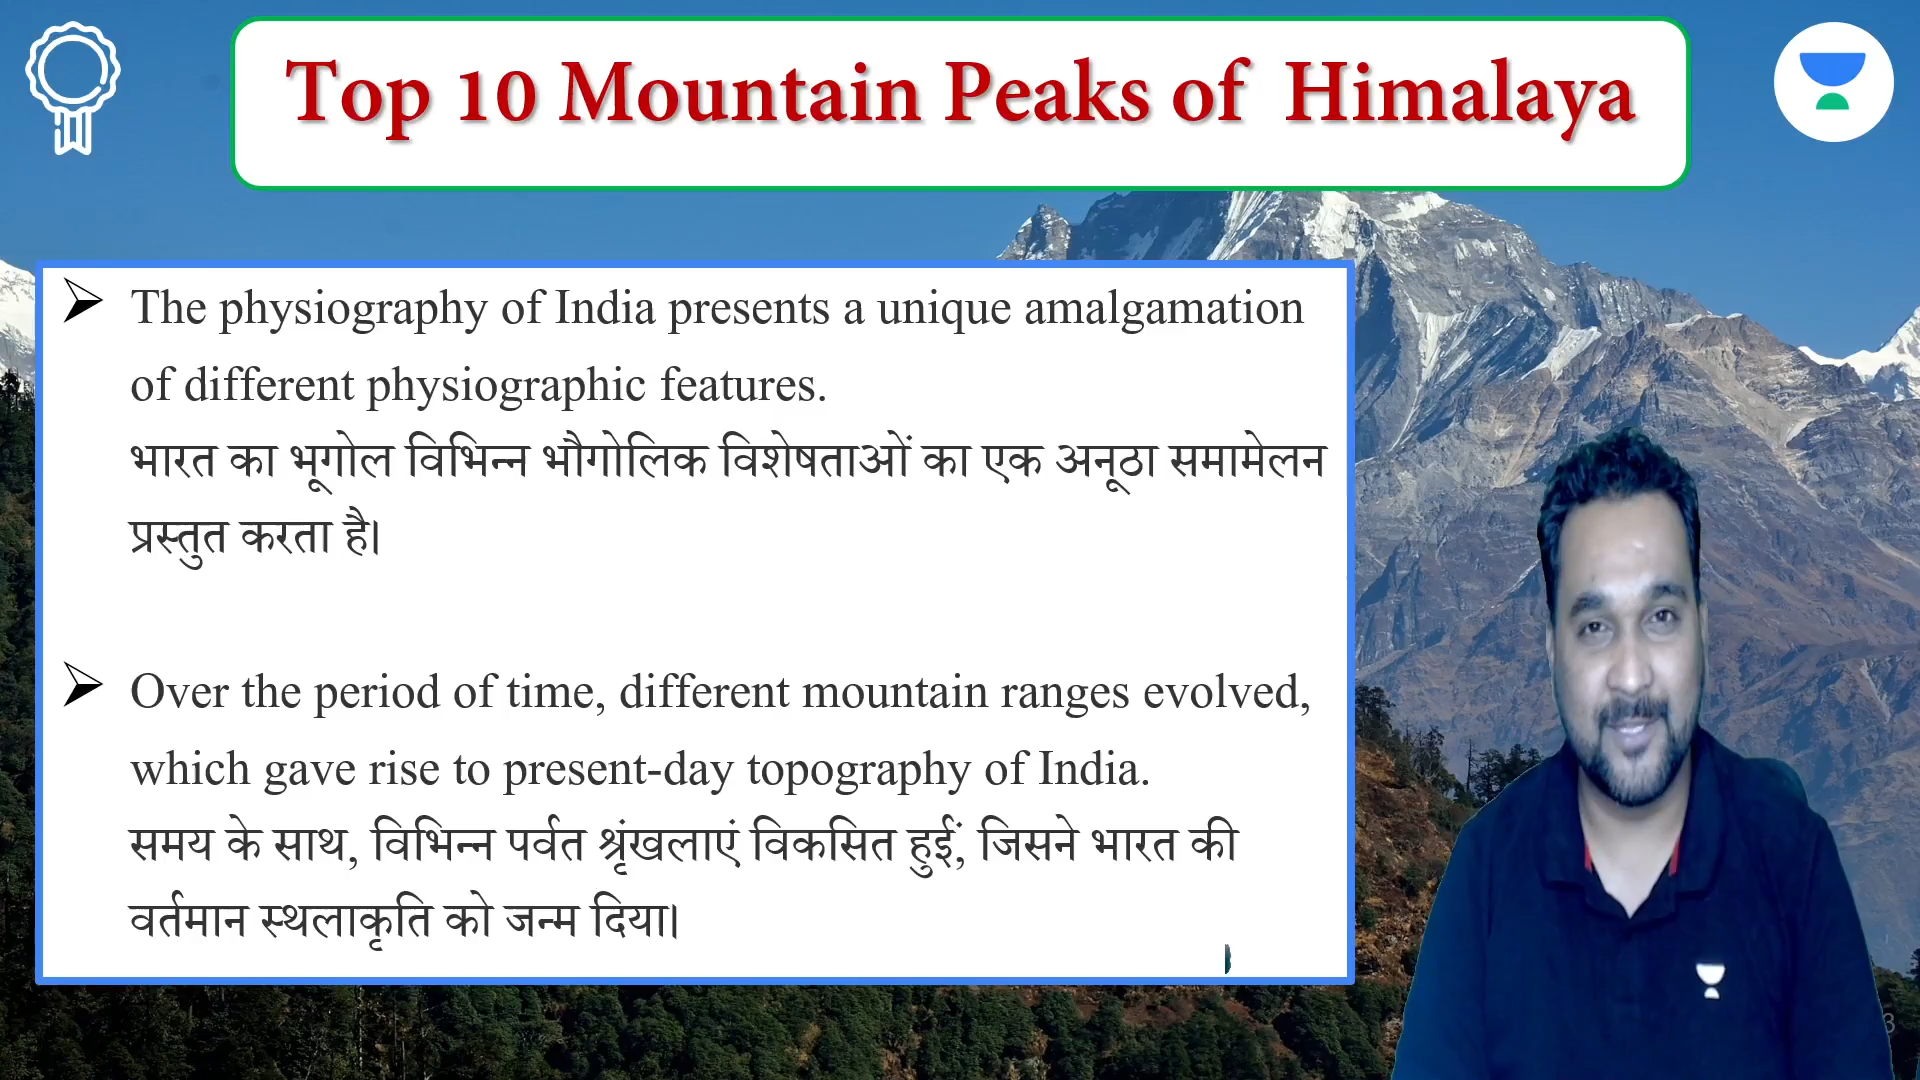 Top 10 Mountain Peaks of Himalaya
The physiography of India presents a unique amalgamation
of different physiographic features.
भारत का भूगोल विभिन्न भौगोलिक विशेषताओं का एक अनूठा समामेलन
प्रस्तुत करता है।
Over the period of time, different mountain ranges evolved,
which gave rise to present-day topography of India.
समय के साथ, विभिन्न पर्वत श्रृंखलाएं विकसित हुईं, जिसने भारत की
वर्तमान स्थलाकृति को जन्म दिया।
3